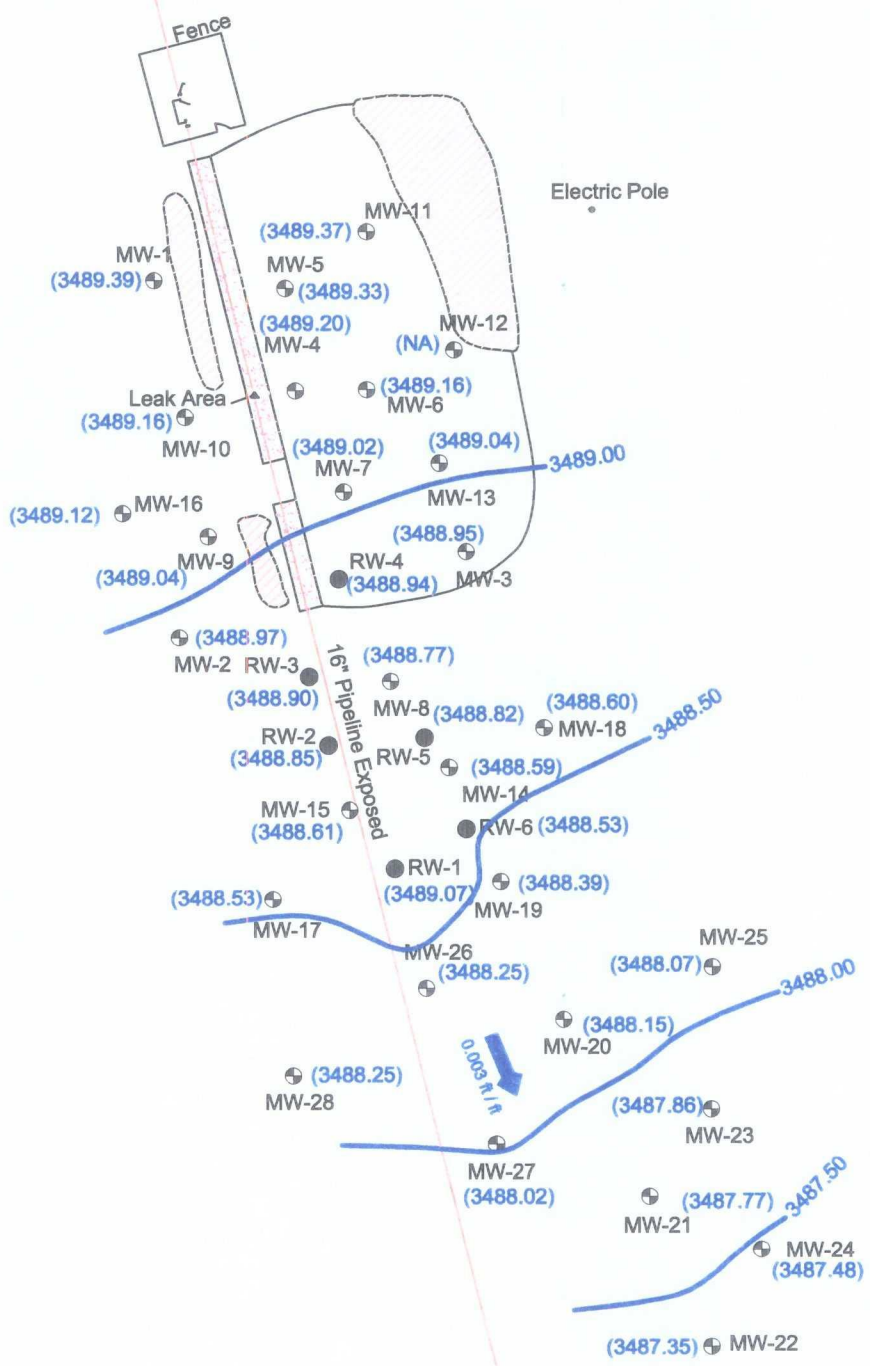 Fence
Electric Pole
MW-11
(3489.37)
MW-1
(3489.39)
MW-5
(3489.33)
(3489.20)
MW-4
MW-12
(NA)
Leak Area
(3489.16)
MW-6
(3489.16)
MW-10
(3489.02)
MW-7
(3489.04)
MW-13
3489.00
MW-16
(3489.12)
MW-9
(3489.04)
(3488.95)
MW-3
RW-4
(3488.94)
(3488.97)
MW-2
RW-3
(3488.90)
16" Pipeline Exposed
(3488.77)
MW-8
(3488.82)
RW-5
(3488.60)
MW-18
3488.50
RW-2
(3488.85)
(3488.59)
MW-14
MW-15
(3488.61)
RW-6
(3488.53)
RW-1
(3489.07)
(3488.39)
MW-19
(3488.53)
MW-17
MW-26
(3488.25)
MW-25
(3488.07)
3488.00
(3488.15)
MW-20
0.003 ft / ft
(3488.25)
MW-28
(3487.86)
MW-23
MW-27
(3488.02)
(3487.77)
MW-21
3487.50
MW-24
(3487.48)
(3487.35)
MW-22